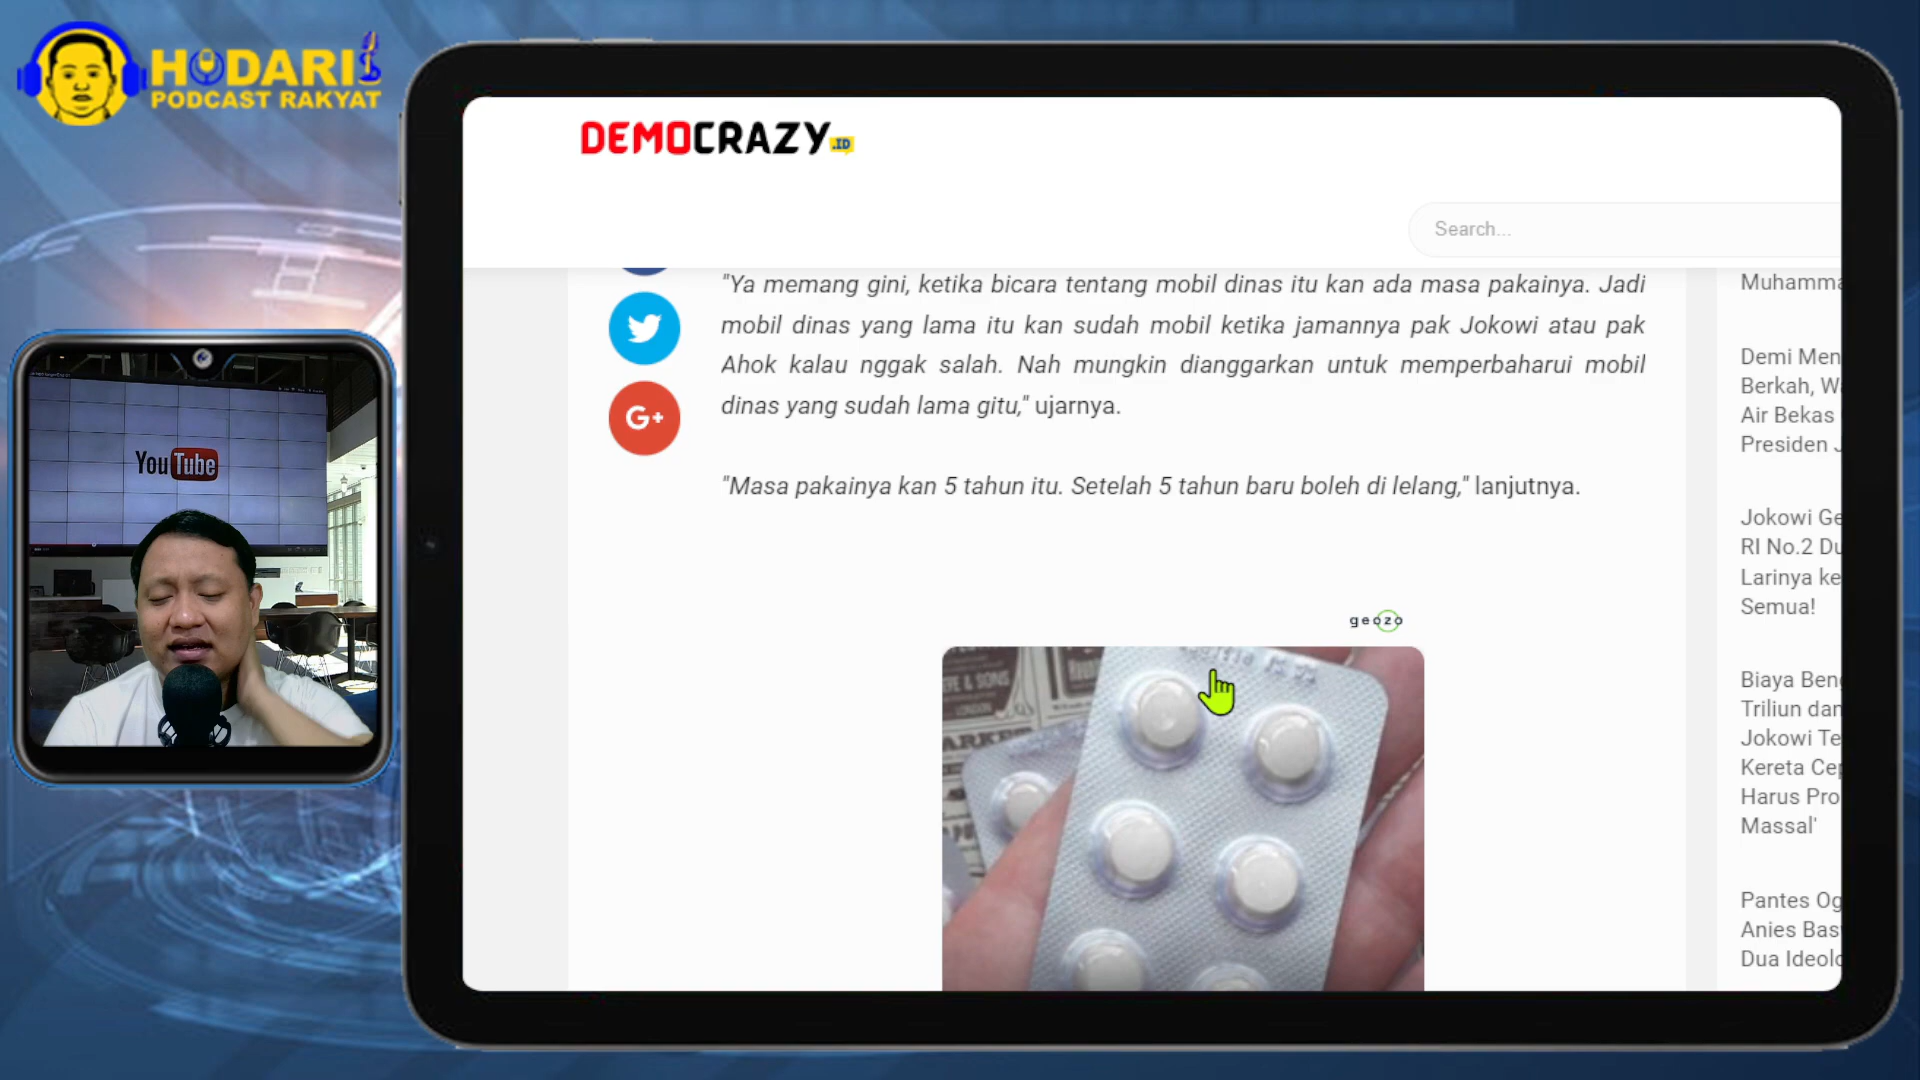 HODARI
PODCAST RAKYAT
YouTube
DEMOCRAZY.ID
Search...
"Ya memang gini, ketika bicara tentang mobil dinas itu kan ada masa pakainya. Jadi
mobil dinas yang lama itu kan sudah mobil ketika jamannya pak Jokowi atau pak
Ahok kalau nggak salah. Nah mungkin dianggarkan untuk memperbaharui mobil
dinas yang sudah lama gitu," ujarnya.
G+
"Masa pakainya kan 5 tahun itu. Setelah 5 tahun baru boleh di lelang," lanjutnya.
geozo
& SONS
LONDON
Muhamma
Demi Men
Berkah, W
Air Bekas
Presiden J
Jokowi Ge
RI No.2 Du
Larinya ke
Semua!
Biaya Ben
Triliun dan
Jokowi Te
Kereta Cep
Harus Pro
Massal'
Pantes Og
Anies Bas
Dua Ideolo